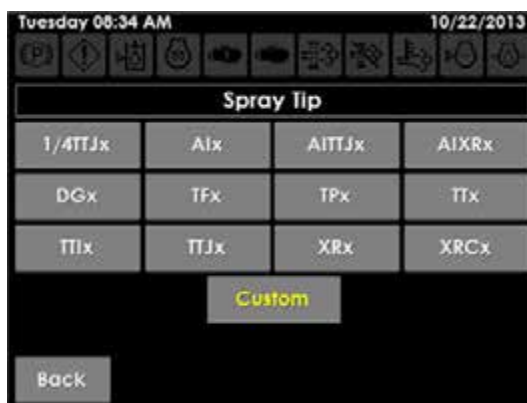 Tuesday 08:34 AM 10/22/2013
(P)
Spray Tip
1/4TTJx AIx AITTJx AIXRx
DGx TFx TPx TTx
TTIx TTJx XRx XRCx
Custom
Back